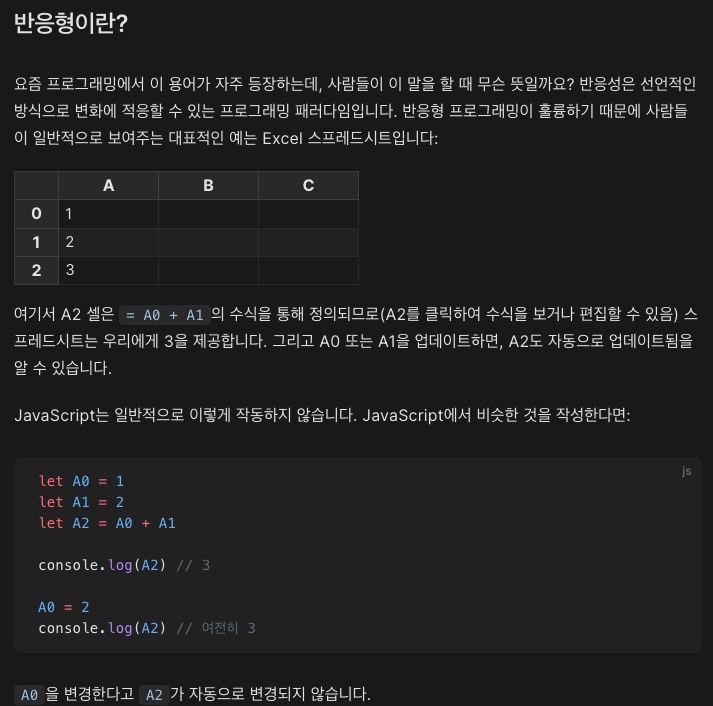 반응형이란?
요즘 프로그래밍에서 이 용어가 자주 등장하는데, 사람들이 이 말을 할 때 무슨 뜻일까요? 반응성은 선언적인
방식으로 변화에 적응할 수 있는 프로그래밍 패러다임입니다. 반응형 프로그래밍이 훌륭하기 때문에 사람들
이 일반적으로 보여주는 대표적인 예는 Excel 스프레드시트입니다:
A B C
0 1
1 2
2 3
여기서 A2 셀은 = A0 + A1 의 수식을 통해 정의되므로(A2를 클릭하여 수식을 보거나 편집할 수 있음) 스
프레드시트는 우리에게 3을 제공합니다. 그리고 A0 또는 A1을 업데이트하면, A2도 자동으로 업데이트됨을
알 수 있습니다.
JavaScript는 일반적으로 이렇게 작동하지 않습니다. JavaScript에서 비슷한 것을 작성한다면:
js
let A0 = 1
let A1 = 2
let A2 = A0 + A1
console.log(A2) // 3
A0 = 2
console.log(A2) // 여전히 3
A0 을 변경한다고 A2 가 자동으로 변경되지 않습니다.